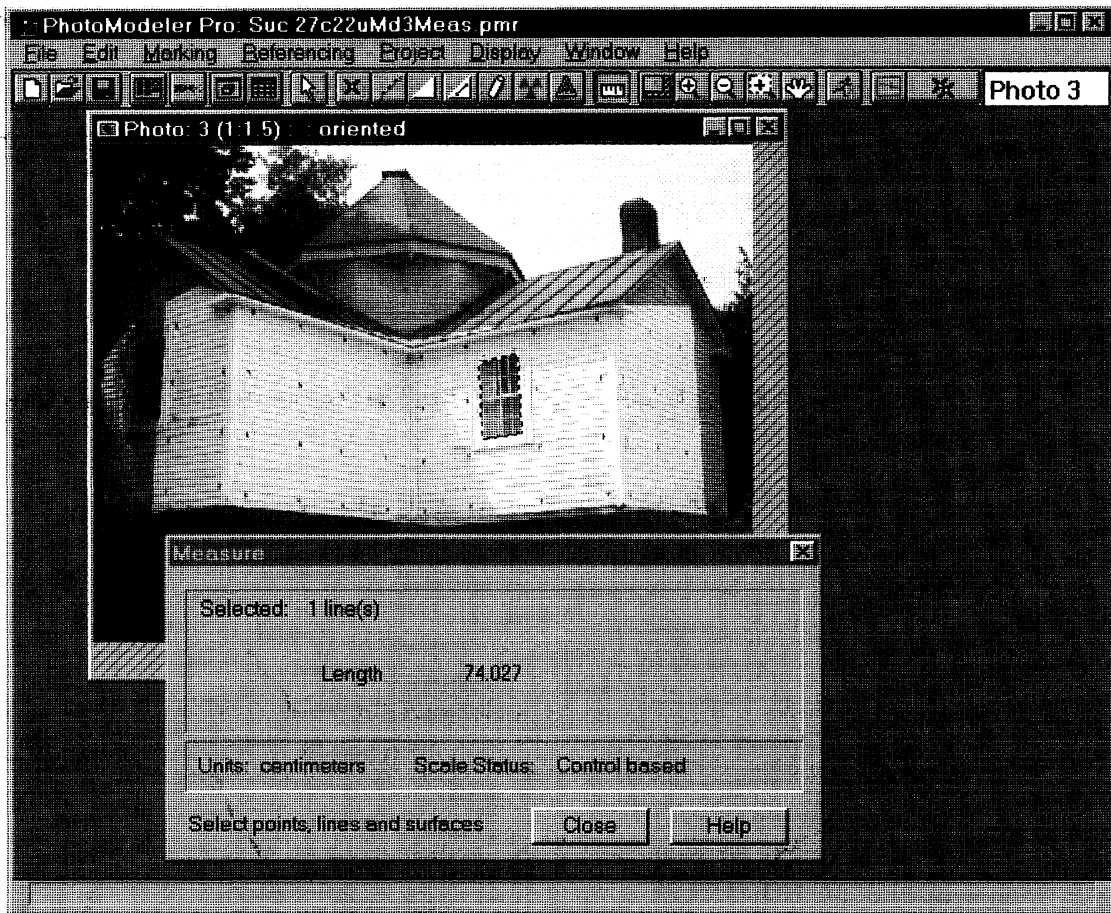 PhotoModeler Pro: Suc 27c22uMd3Meas.pmr
File Edit Marking Referencing Project Display Window Help
Photo 3
Photo: 3 (1:1.5) : : oriented
Measure
Selected: 1 line(s)
Length 74.027
Units: centimeters Scale Status: Control based
Select points, lines and surfaces Close Help